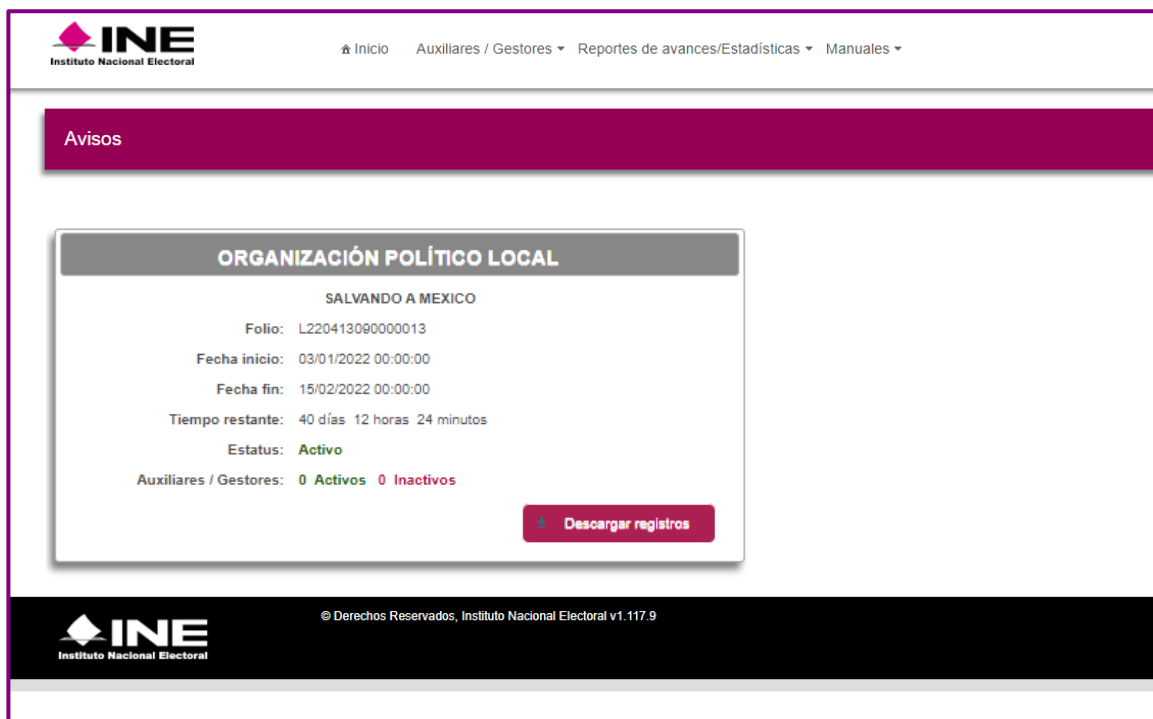 INE
Instituto Nacional Electoral
Inicio Auxiliares / Gestores Reportes de avances/Estadísticas Manuales
Avisos
ORGANIZACIÓN POLÍTICO LOCAL
SALVANDO A MEXICO
Folio: L220413090000013
Fecha inicio: 03/01/2022 00:00:00
Fecha fin: 15/02/2022 00:00:00
Tiempo restante: 40 días 12 horas 24 minutos
Estatus: Activo
Auxiliares / Gestores: 0 Activos 0 Inactivos
Descargar registros
© Derechos Reservados, Instituto Nacional Electoral v1.117.9
INE
Instituto Nacional Electoral